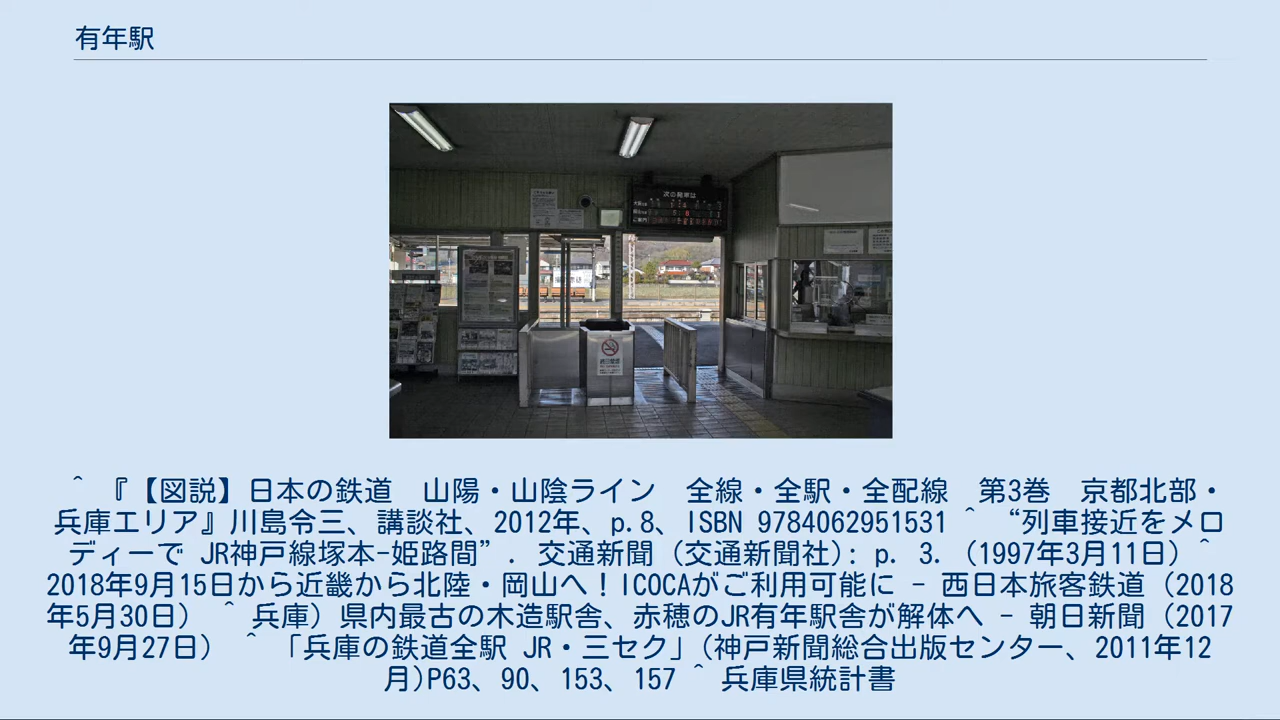 有年駅
次の発車は
^ 『【図説】日本の鉄道　山陽・山陰ライン　全線・全駅・全配線　第3巻　京都北部・
兵庫エリア』川島令三、講談社、2012年、p.8、ISBN 9784062951531 ^ “列車接近をメロ
ディーで JR神戸線塚本-姫路間”. 交通新聞 (交通新聞社): p. 3. (1997年3月11日) ^
2018年9月15日から近畿から北陸・岡山へ！ICOCAがご利用可能に - 西日本旅客鉄道（2018
年5月30日） ^ 兵庫）県内最古の木造駅舎、赤穂のJR有年駅舎が解体へ - 朝日新聞（2017
年9月27日） ^ 「兵庫の鉄道全駅 JR・三セク」(神戸新聞総合出版センター、2011年12
月)P63、90、153、157 ^ 兵庫県統計書